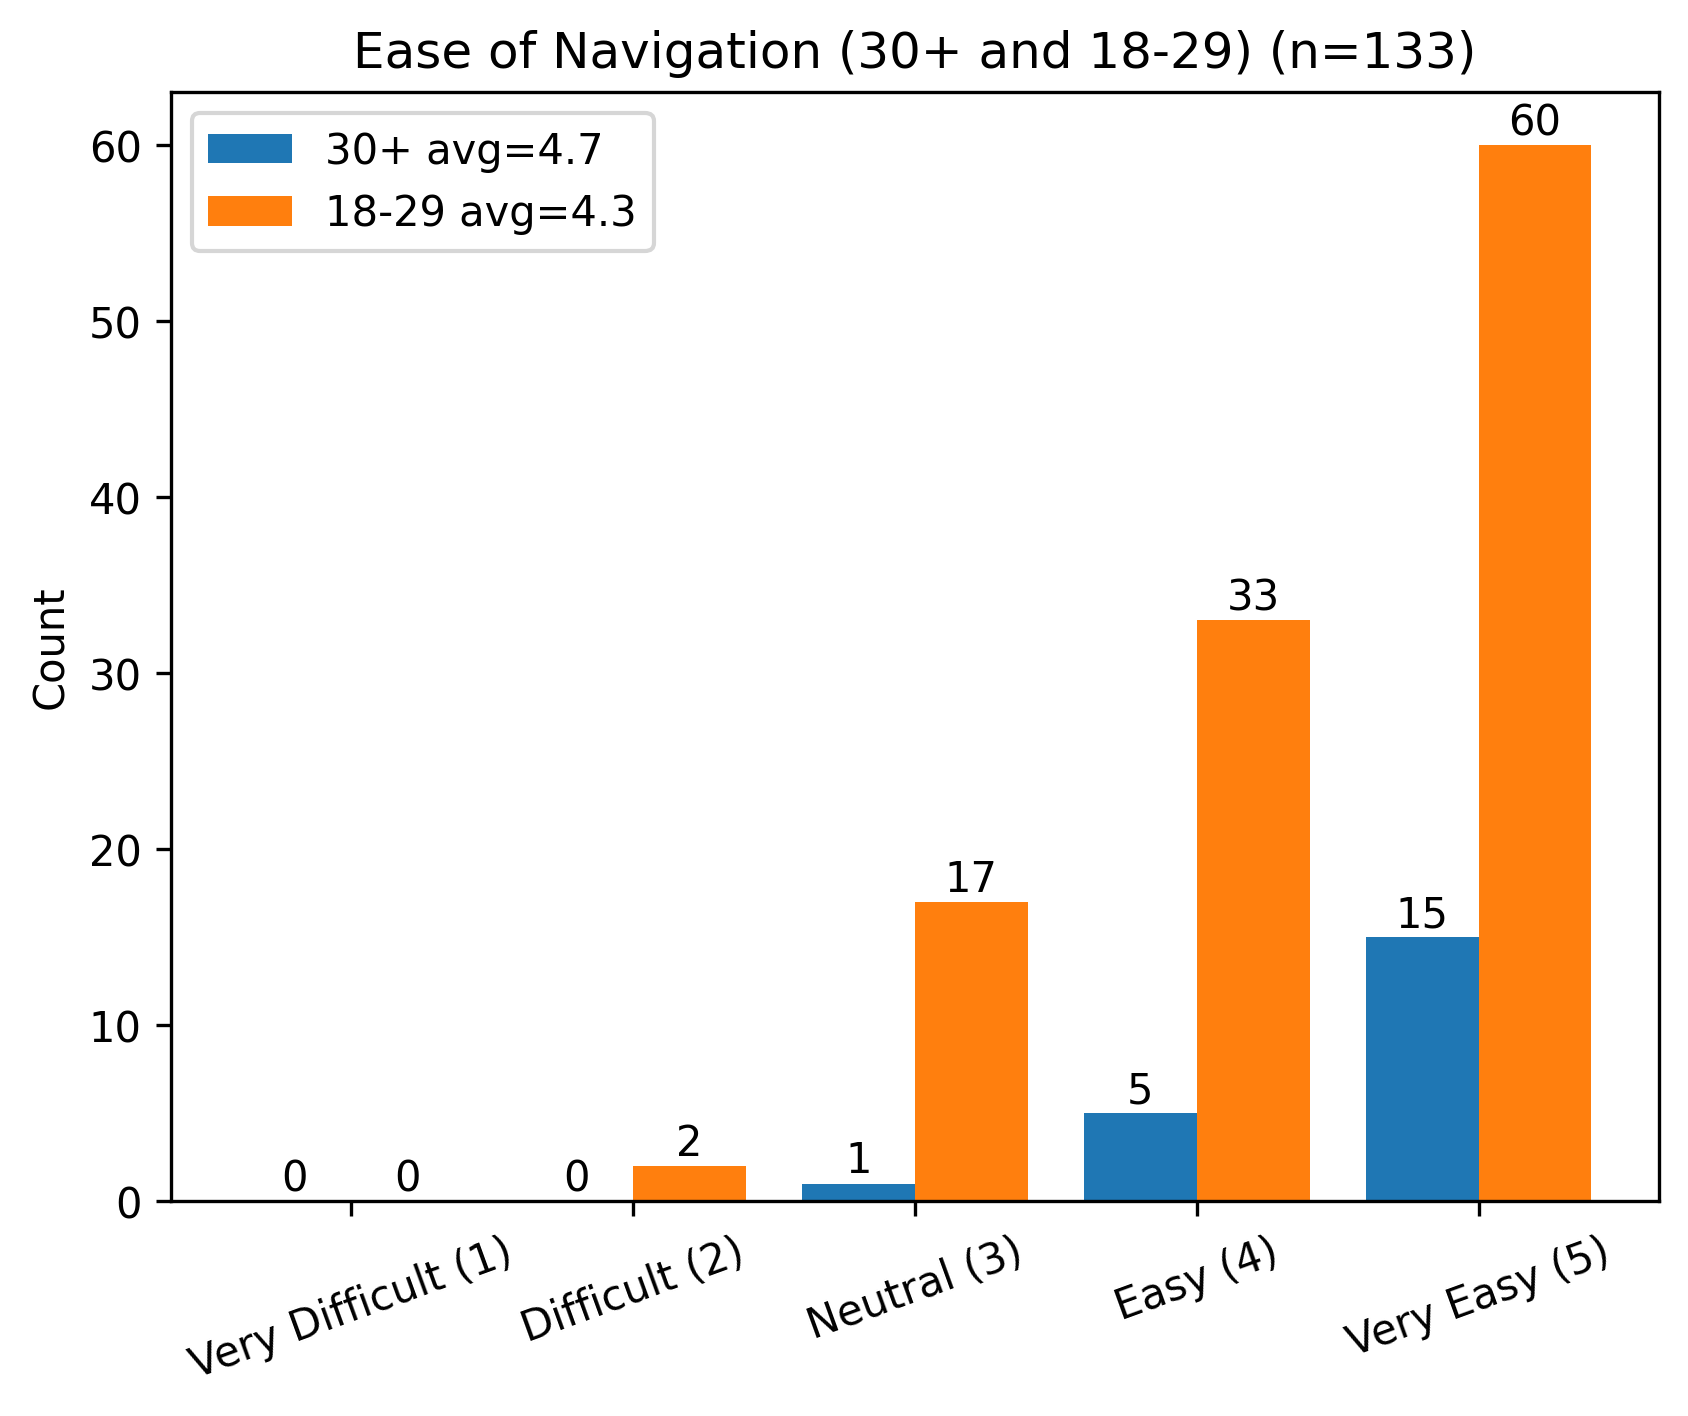 Ease of Navigation (30+ and 18-29) (n=133)
30+ avg=4.7
18-29 avg=4.3
Count
60
50
40
30
20
10
0
0
0
0
2
1
17
5
33
15
60
Very Difficult (1)
Difficult (2)
Neutral (3)
Easy (4)
Very Easy (5)